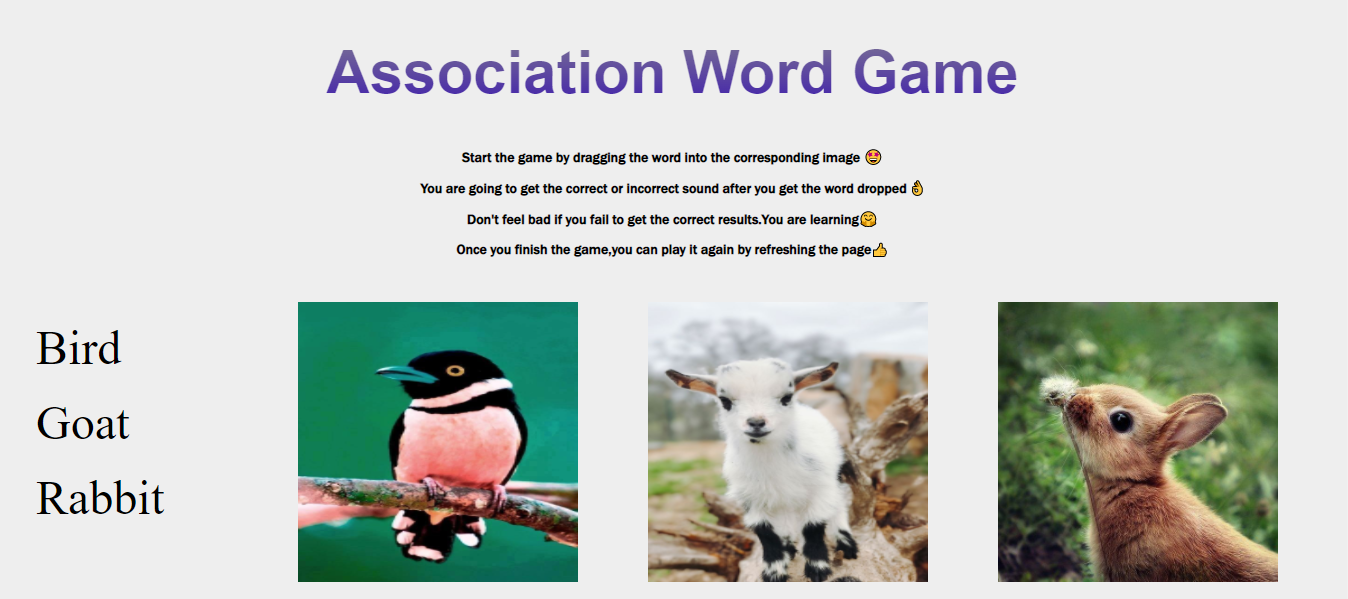 Association Word Game
Start the game by dragging the word into the corresponding image 🤩
You are going to get the correct or incorrect sound after you get the word dropped 👌
Don't feel bad if you fail to get the correct results.You are learning🤗
Once you finish the game,you can play it again by refreshing the page👍
Bird
Goat
Rabbit